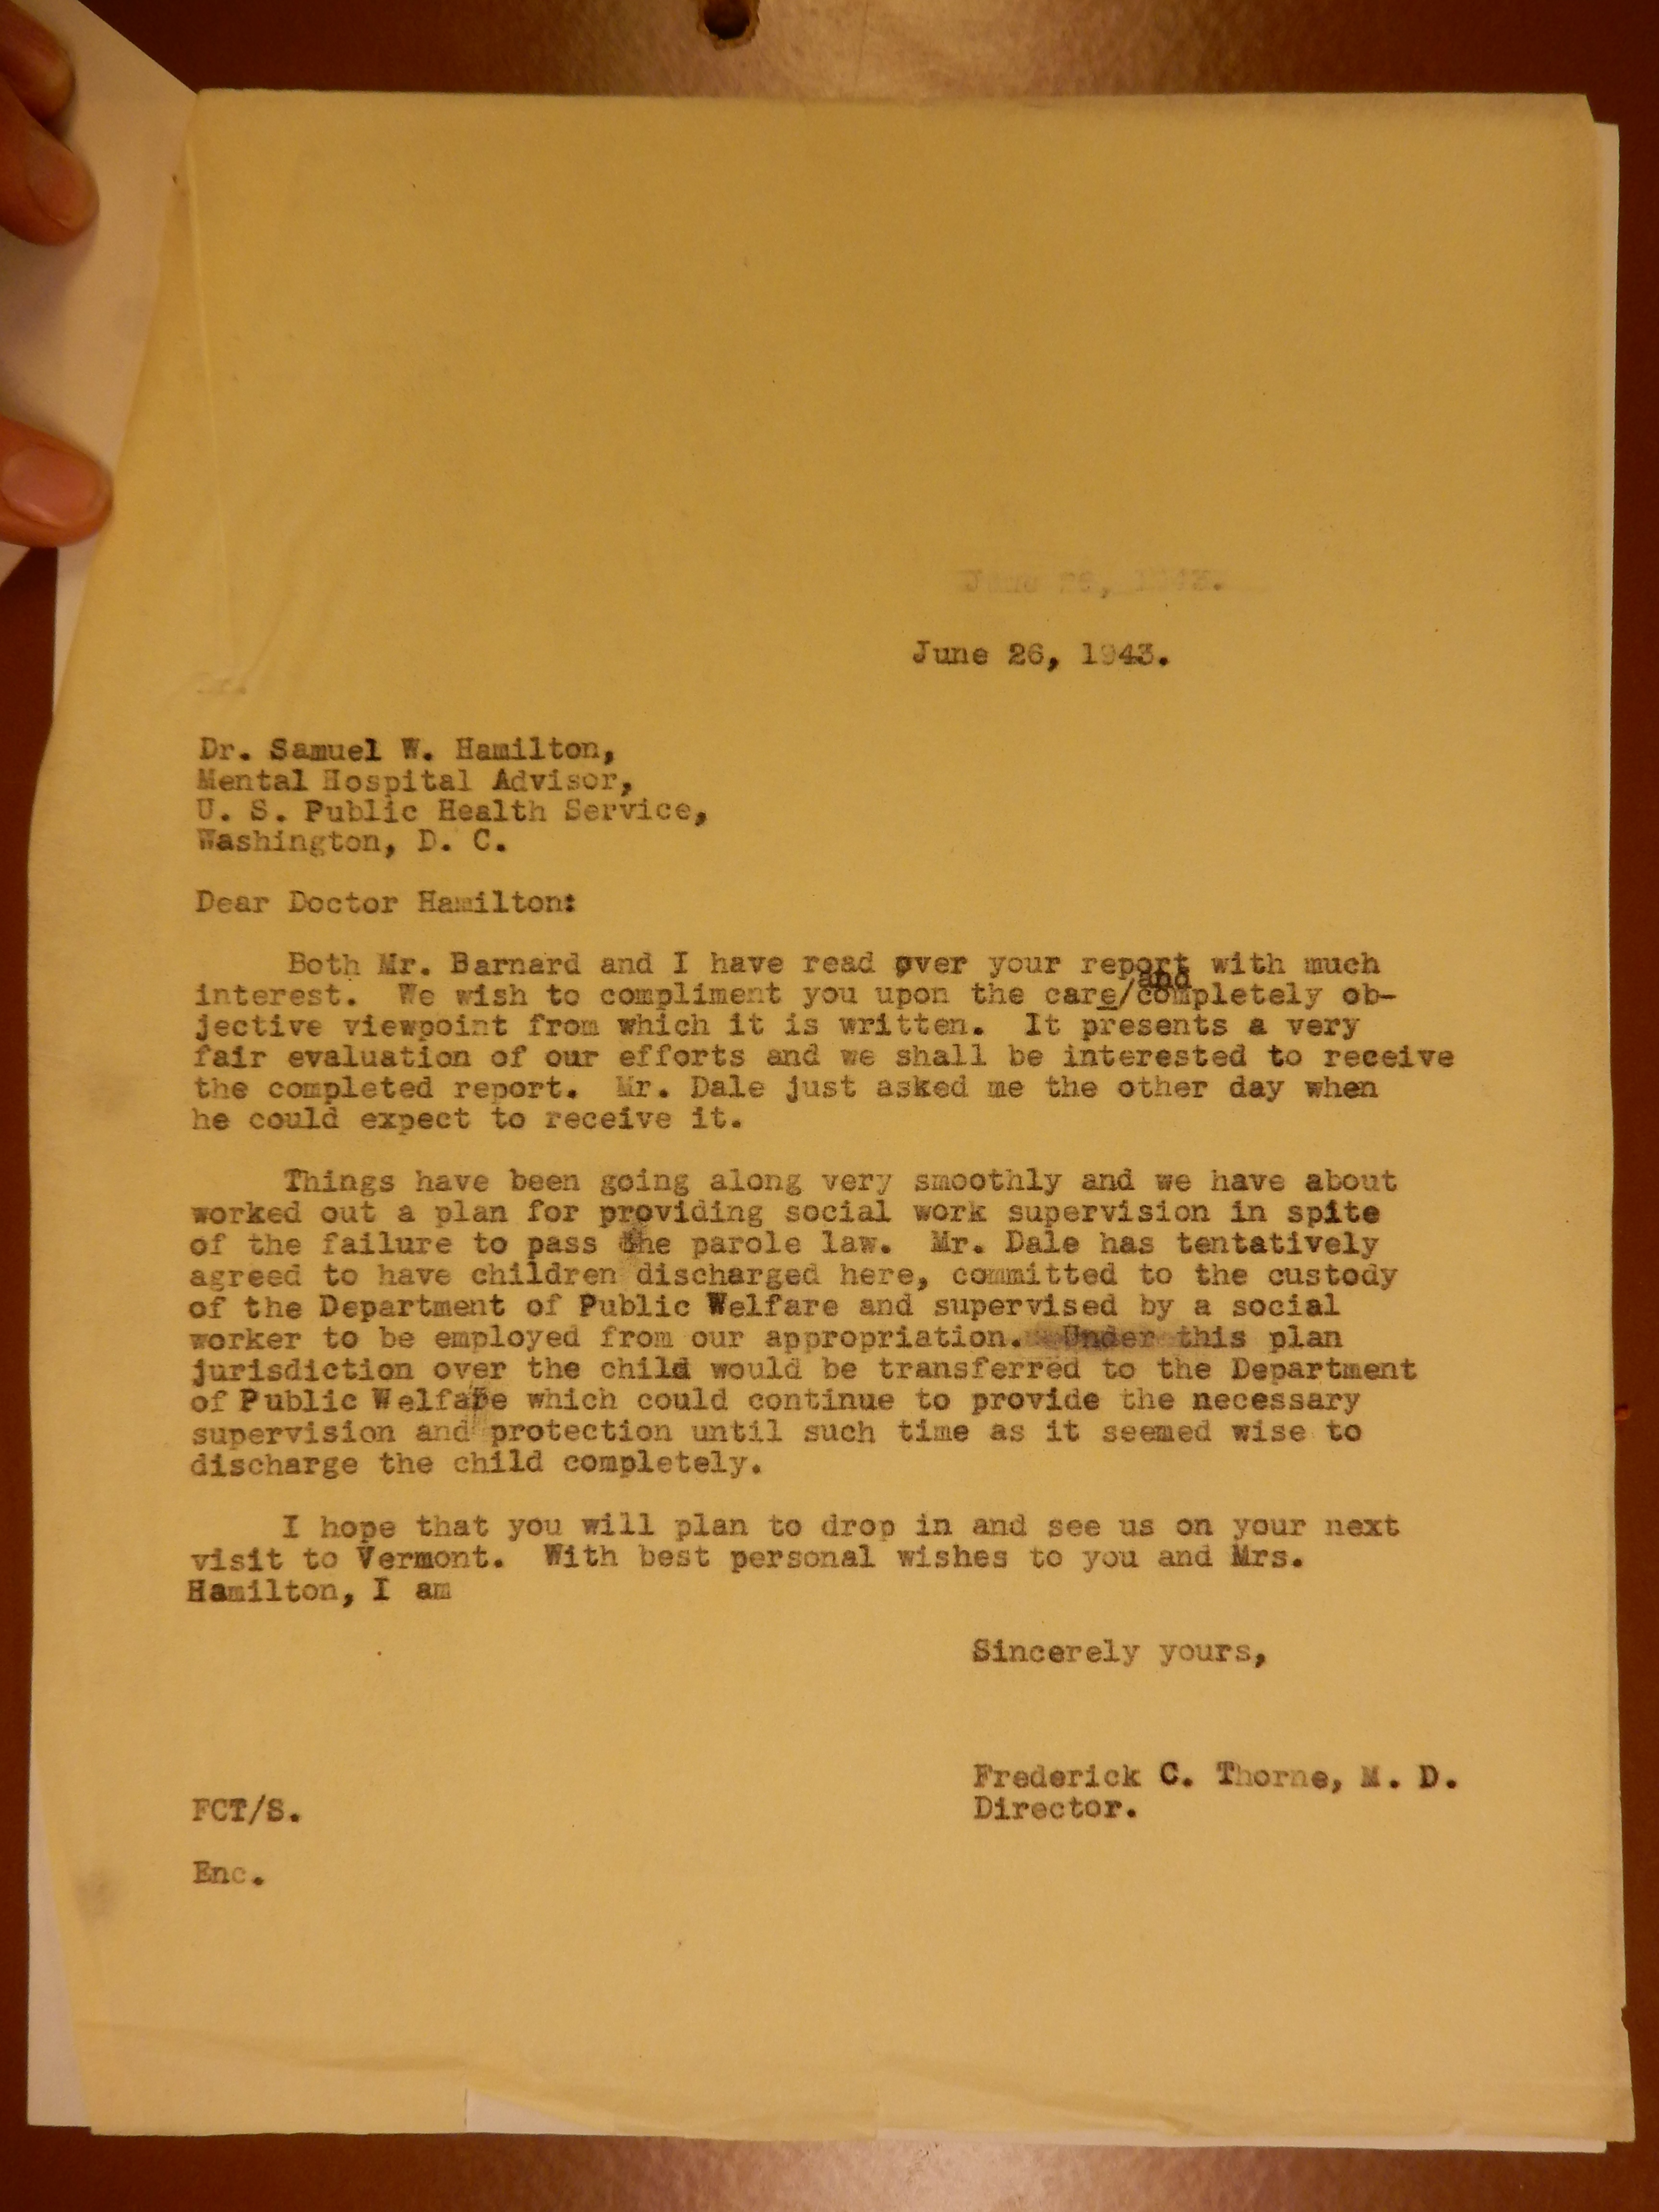 June 26, 1943.
Dr. Samuel W. Hamilton,
Mental Hospital Advisor,
U. S. Public Health Service,
Washington, D. C.
Dear Doctor Hamilton:
Both Mr. Barnard and I have read over your report with much
and
interest. We wish to compliment you upon the care/completely ob-
jective viewpoint from which it is written. It presents a very
fair evaluation of our efforts and we shall be interested to receive
the completed report. Mr. Dale just asked me the other day when
he could expect to receive it.
Things have been going along very smoothly and we have about
worked out a plan for providing social work supervision in spite
of the failure to pass the parole law. Mr. Dale has tentatively
agreed to have children discharged here, committed to the custody
of the Department of Public Welfare and supervised by a social
worker to be employed from our appropriation. Under this plan
jurisdiction over the child would be transferred to the Department
of Public Welfare which could continue to provide the necessary
supervision and protection until such time as it seemed wise to
discharge the child completely.
I hope that you will plan to drop in and see us on your next
visit to Vermont. With best personal wishes to you and Mrs.
Hamilton, I am
Sincerely yours,
Frederick C. Thorne, M. D.
Director.
FCT/S.
Enc.